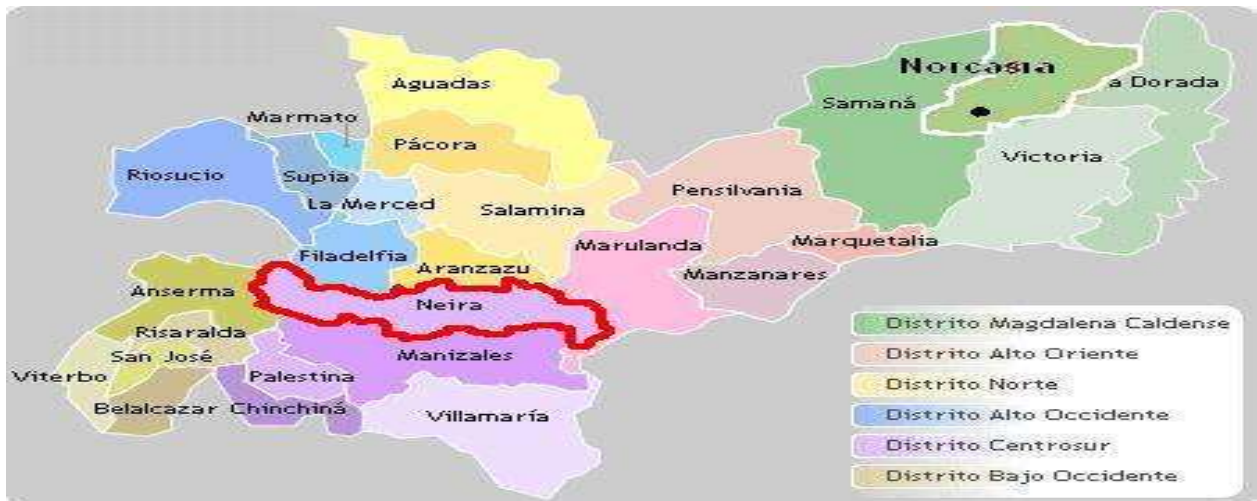 Norcasia
Aguadas
a Dorada
Samaná
Marmato
Pácora
Victoria
Riosucio
Supia
Pensilvania
La Merced
Salamina
Marulanda
Marquetalia
Filadelfia
Aranzazu
Manzanares
Anserma
Neira
Risaralda
San José
Manizales
Viterbo
Palestina
Belalcazar
Chinchiná
Villamaría
Distrito Magdalena Caldense
Distrito Alto Oriente
Distrito Norte
Distrito Alto Occidente
Distrito Centrosur
Distrito Bajo Occidente